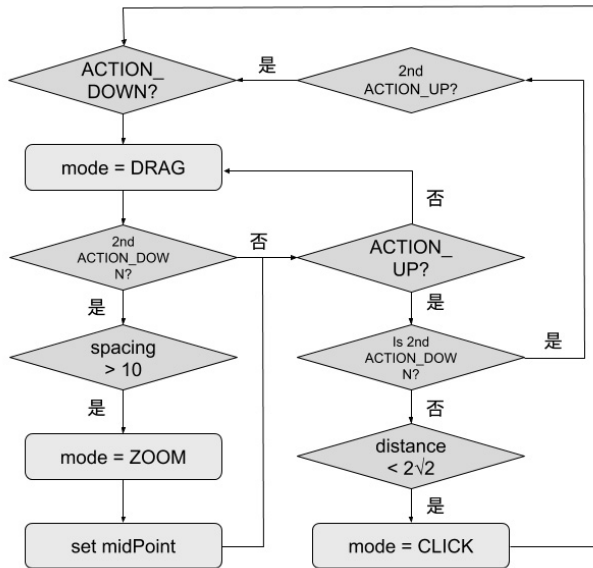 ACTION_
DOWN?
是
2nd
ACTION_UP?
mode = DRAG
否
2nd
ACTION_DOW
N?
否
ACTION_
UP?
是
是
spacing
> 10
Is 2nd
ACTION_DOW
N?
是
是
否
mode = ZOOM
distance
< 2√2
是
set midPoint
mode = CLICK